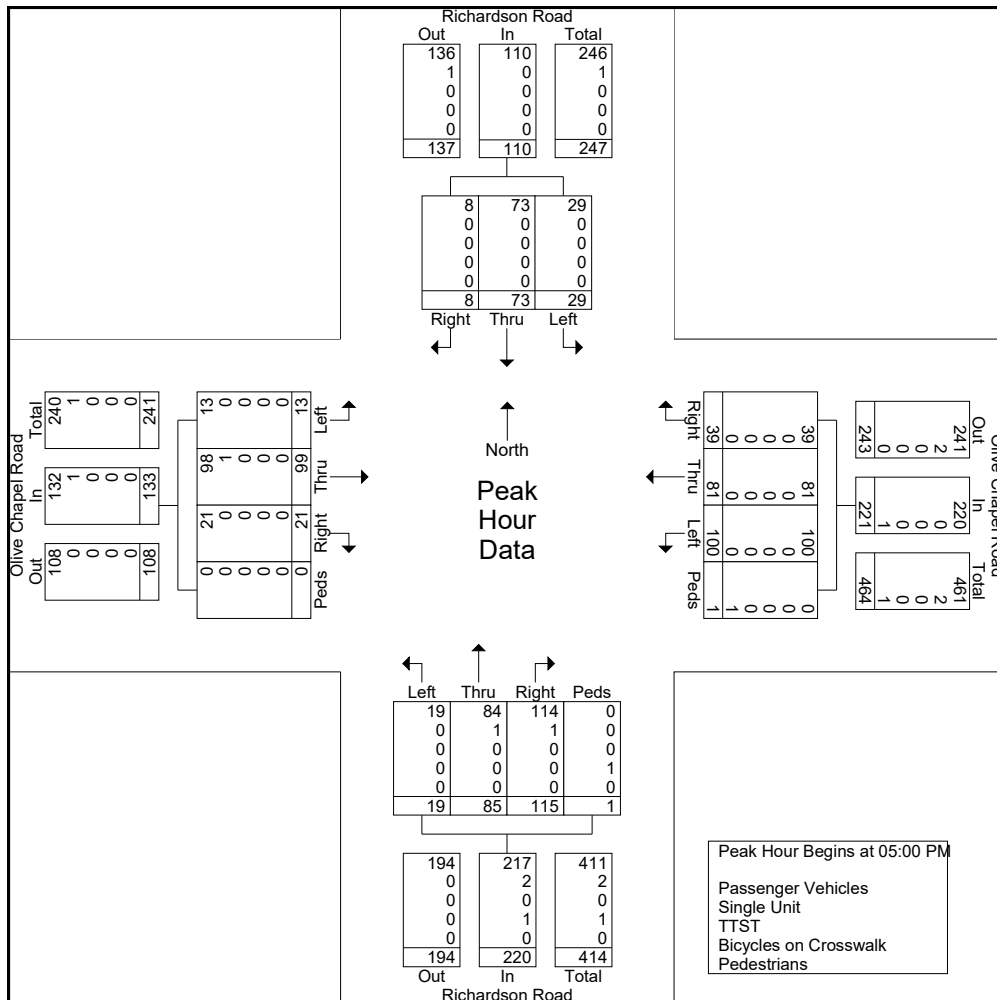 Richardson Road
Out In Total
136 110 246
1 0 1
0 0 0
0 0 0
0 0 0
137 110 247
8 73 29
0 0 0
0 0 0
0 0 0
0 0 0
8 73 29
Right Thru Left
Olive Chapel Road
Out In Total
108 132 240
0 1 1
0 0 0
0 0 0
0 0 0
108 133 241
0 21 98 13
0 0 1 0
0 0 0 0
0 0 0 0
0 0 0 0
0 21 99 13
Peds Right Thru Left
North
Peak
Hour
Data
Olive Chapel Road
Out In Total
241 220 461
2 0 2
0 0 0
0 0 0
0 1 1
243 221 464
39 81 100 0
0 0 0 0
0 0 0 0
0 0 0 0
0 0 0 1
39 81 100 1
Right Thru Left Peds
Left Thru Right Peds
19 84 114 0
0 1 1 0
0 0 0 0
0 0 0 1
0 0 0 0
19 85 115 1
194 217 411
0 2 2
0 0 0
0 1 1
0 0 0
194 220 414
Out In Total
Richardson Road
Peak Hour Begins at 05:00 PM
Passenger Vehicles
Single Unit
TTST
Bicycles on Crosswalk
Pedestrians